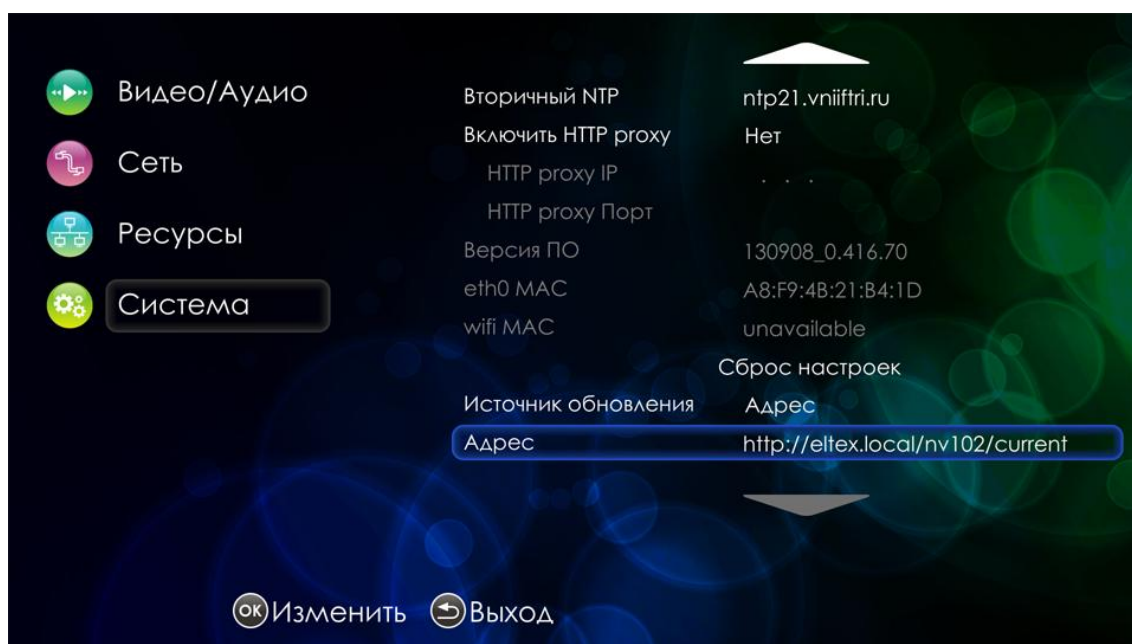 Видео/Аудио
Сеть
Ресурсы
Система
Вторичный NTP ntp21.vniiftri.ru
Включить HTTP proxy Нет
HTTP proxy IP . . .
HTTP proxy Порт
Версия ПО 130908_0.416.70
eth0 MAC A8:F9:4B:21:B4:1D
wifi MAC unavailable
Сброс настроек
Источник обновления Адрес
Адрес http://eltex.local/nv102/current
OK Изменить Выход